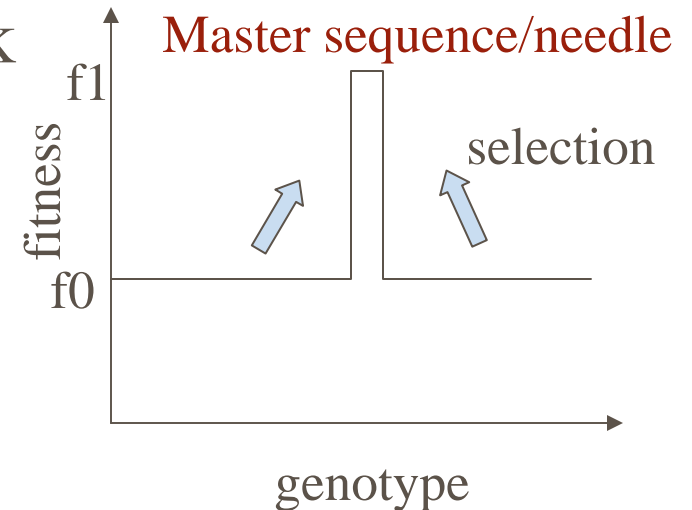 x
Master sequence/needle
f1
selection
fitness
f0
genotype